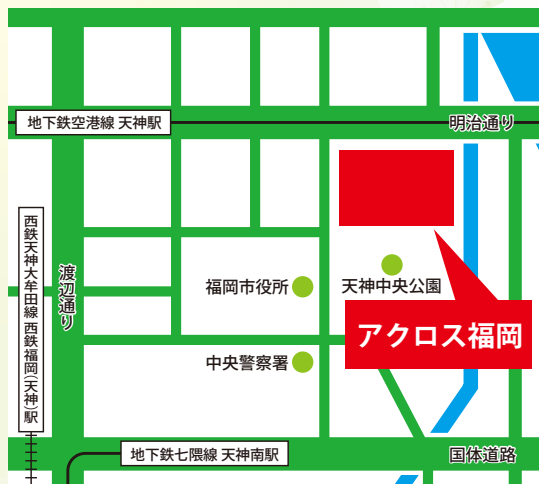 地下鉄空港線 天神駅
明治通り
西鉄天神大牟田線 西鉄福岡(天神)駅
渡辺通り
福岡市役所
天神中央公園
アクロス福岡
中央警察署
地下鉄七隈線 天神南駅
国体道路